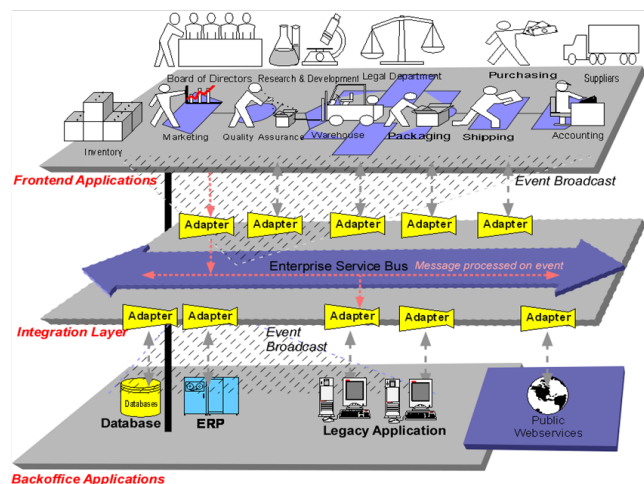 Board of Directors
Research & Development
Legal Department
Purchasing
Suppliers
Inventory
Marketing
Quality Assurance
Warehouse
Packaging
Shipping
Accounting
Frontend Applications
Event Broadcast
Adapter
Adapter
Adapter
Adapter
Adapter
Enterprise Service Bus
Message processed on event
Adapter
Adapter
Adapter
Adapter
Adapter
Integration Layer
Event
Broadcast
Databases
Database
ERP
Legacy Application
Public
Webservices
Backoffice Applications